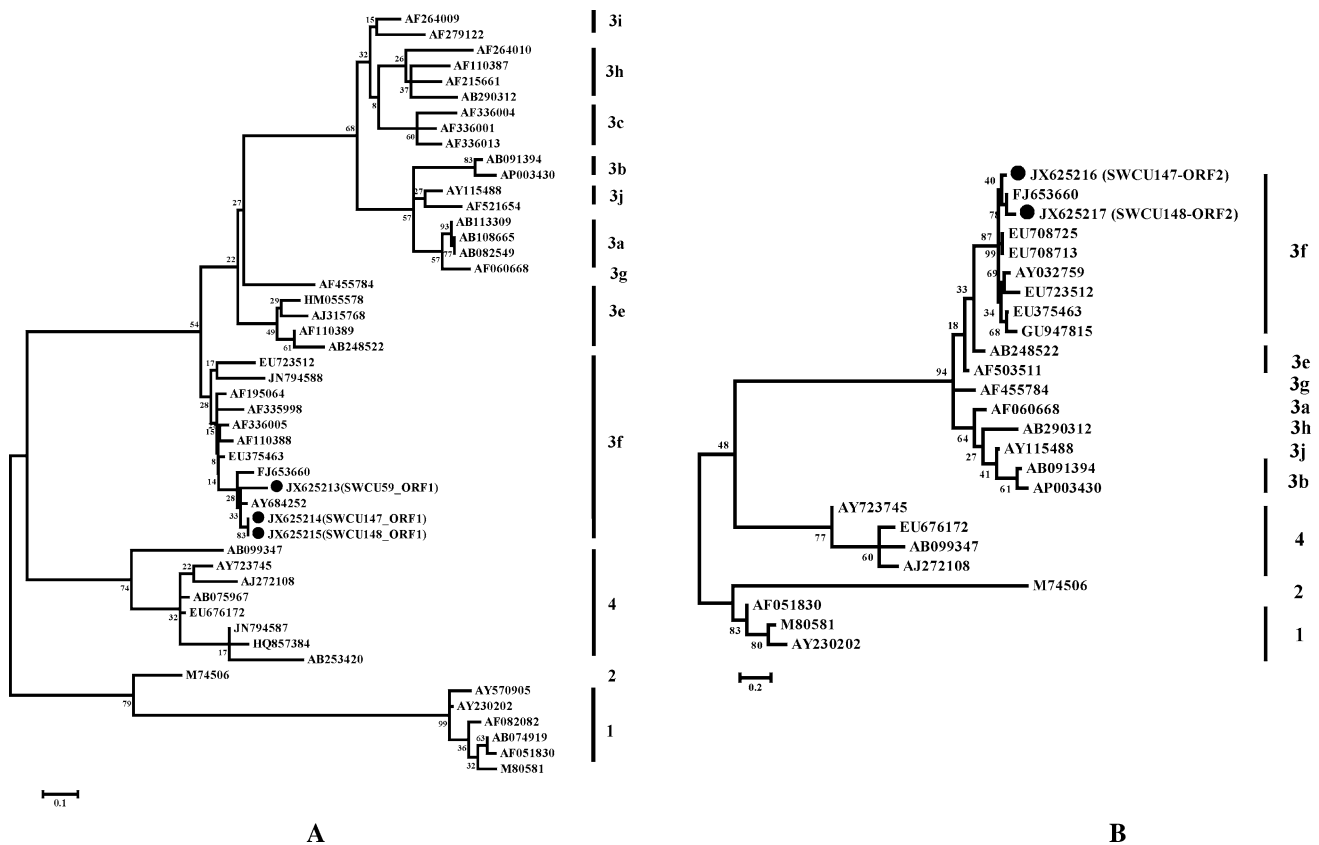 15
AF264009
3i
AF279122
32
AF264010
26
AF110387
3h
AF215661
37
AB290312
8
AF336004
AF336001
3c
60
AF336013
68
83
AB091394
3b
AP003430
27
AY115488
3j
AF521654
57
AB113309
93
AB108665
3a
77
AB082549
57
AF060668
3g
27
22
AF455784
HM055578
29
AJ315768
3e
49
AF110389
61
AB248522
54
17
EU723512
JN794588
28
AF195064
AF335998
15
AF336005
AF110388
3f
8
EU375463
14
FJ653660
JX625213(SWCU59_ORF1)
28
AY684252
33
JX625214(SWCU147_ORF1)
83
JX625215(SWCU148_ORF1)
AB099347
74
22
AY723745
AJ272108
AB075967
4
32
EU676172
JN794587
HQ857384
17
AB253420
M74506
2
79
AY570905
AY230202
99
AF082082
36
63
AB074919
1
AF051830
32
M80581
0.1
A
40
JX625216 (SWCU147-ORF2)
FJ653660
78
JX625217 (SWCU148-ORF2)
87
EU708725
99
EU708713
3f
69
AY032759
EU723512
34
EU375463
68
GU947815
33
AB248522
3e
18
AF503511
94
AF455784
3g
AF060668
3a
64
AB290312
3h
27
AY115488
3j
41
AB091394
3b
61
AP003430
48
AY723745
77
EU676172
AB099347
4
60
AJ272108
M74506
2
AF051830
83
M80581
1
80
AY230202
0.2
B